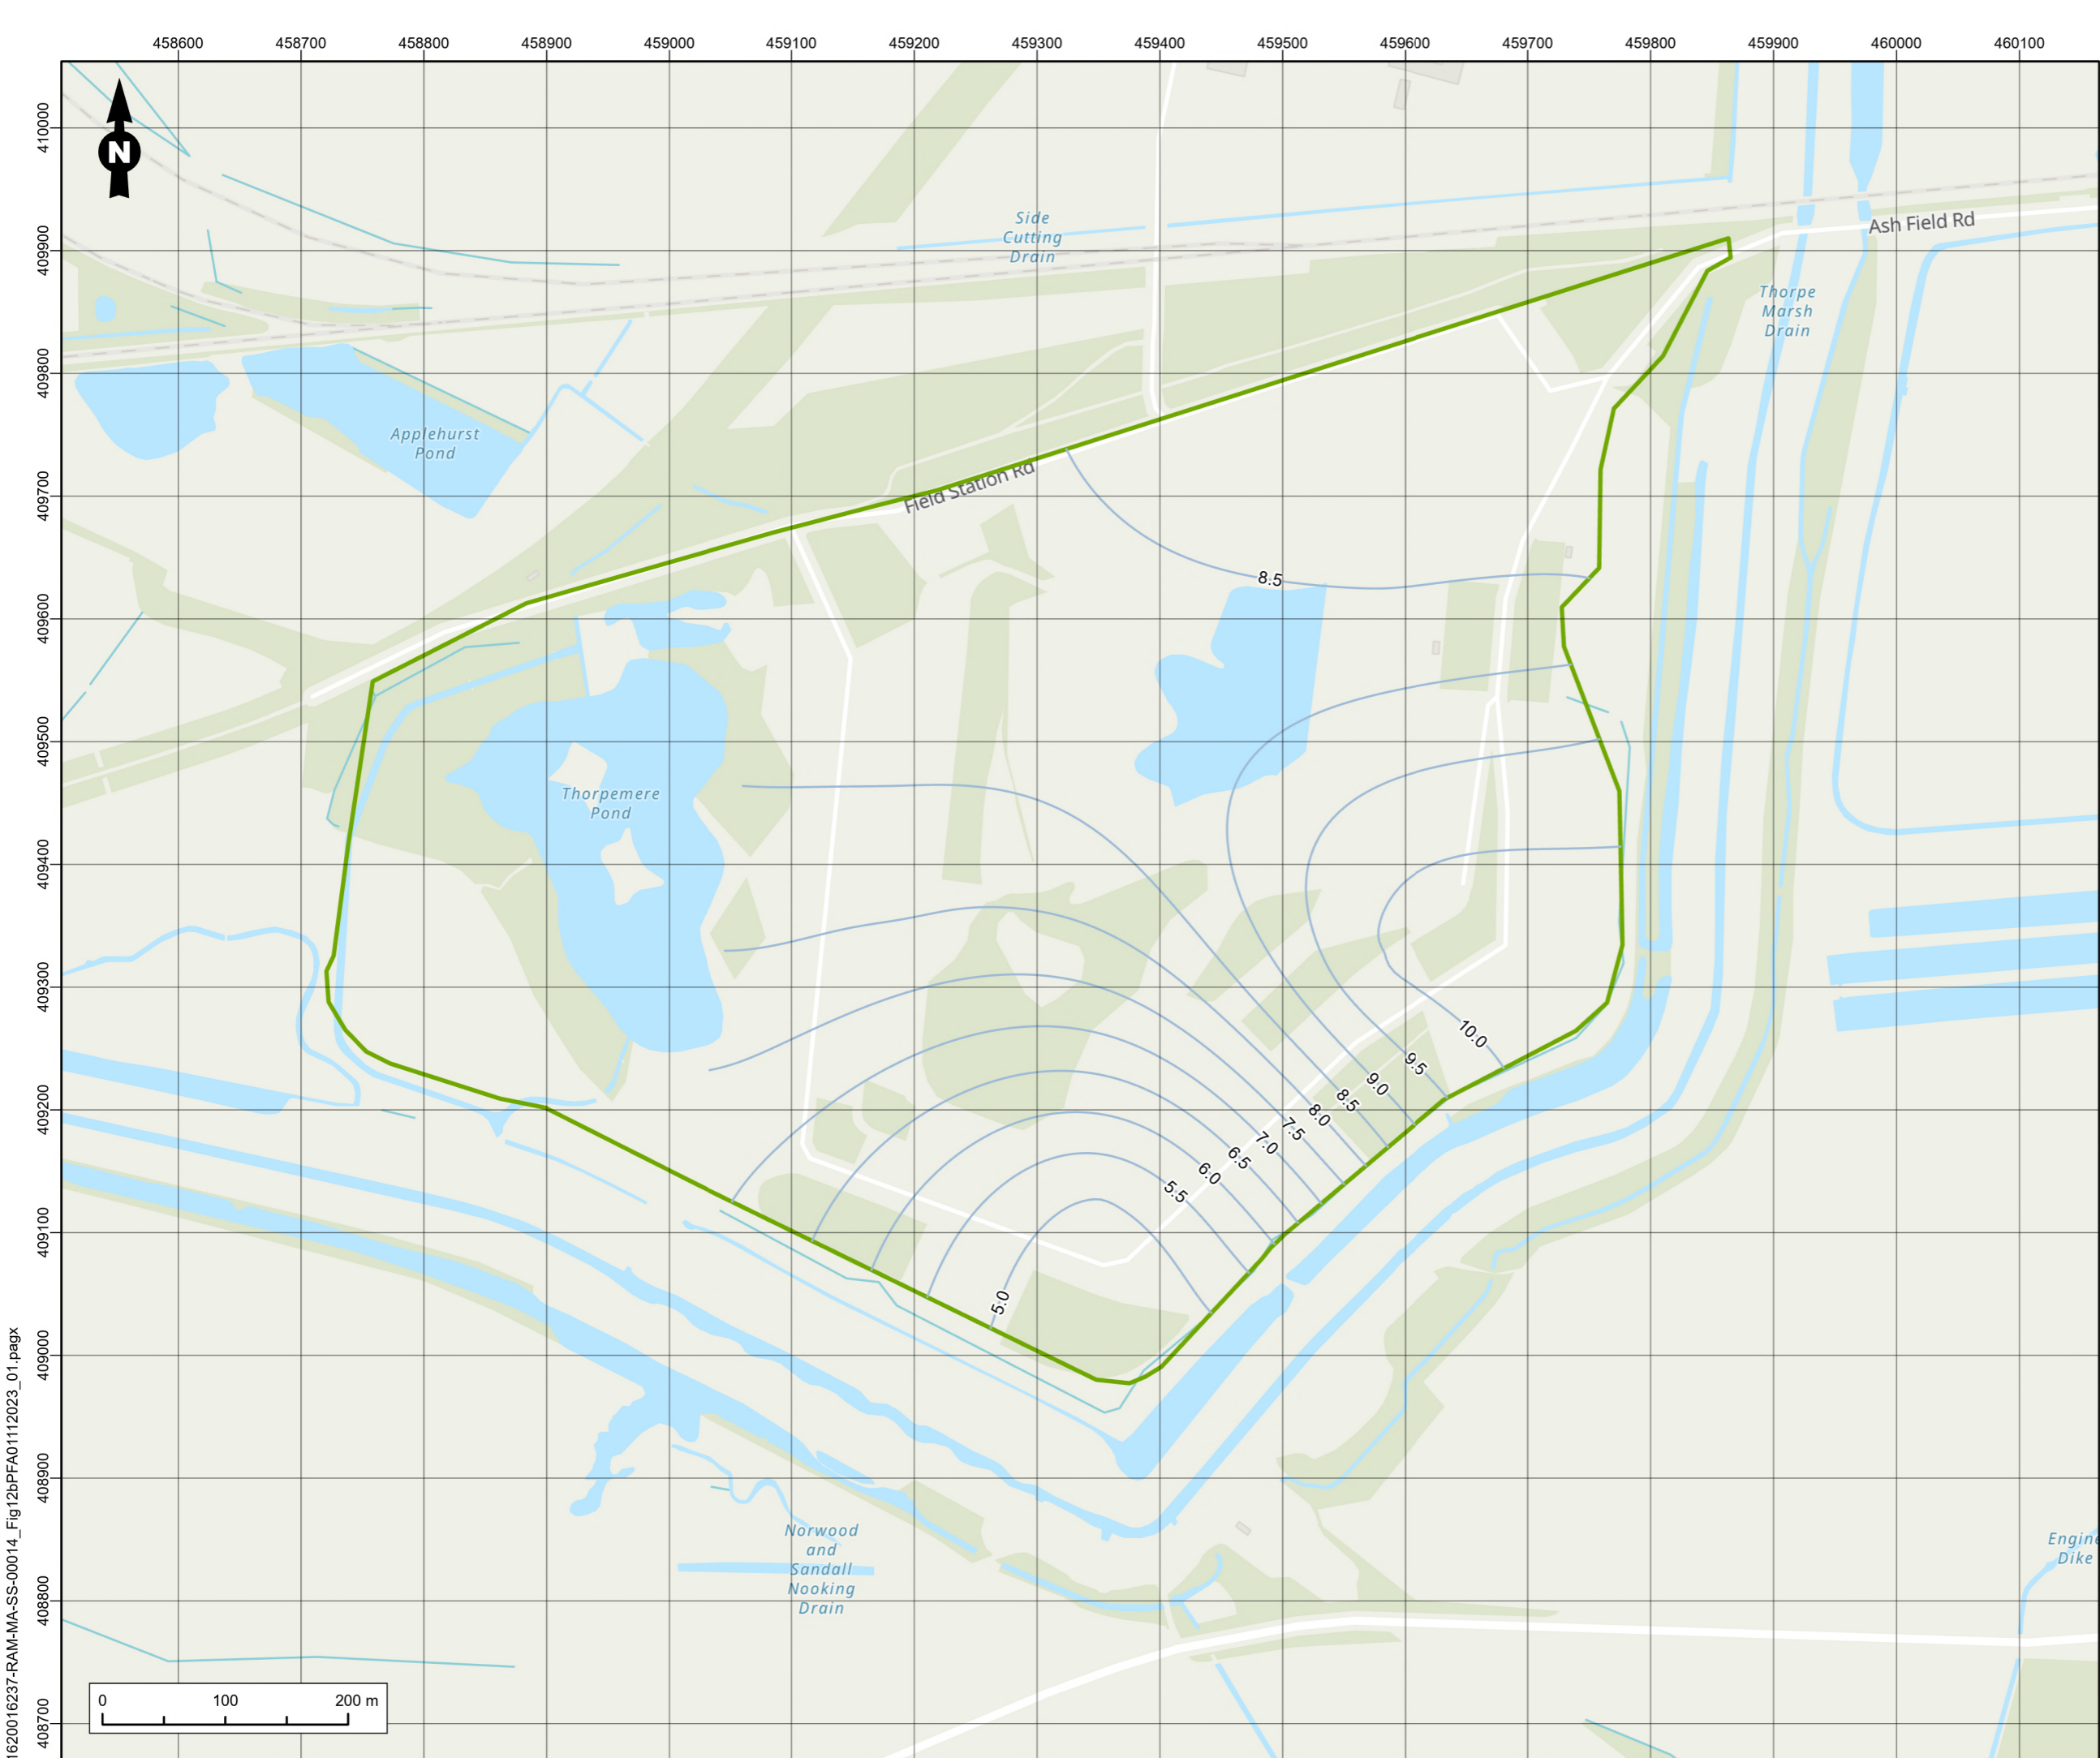 458600 458700 458800 458900 459000 459100 459200 459300 459400 459500 459600 459700 459800 459900 460000 460100
410000
409900
409800
409700
409600
409500
409400
409300
409200
409100
409000
408900
408800
408700
N
Side
Cutting
Drain
Ash Field Rd
Thorpe
Marsh
Drain
Applehurst
Pond
Field Station Rd
8.5
Thorpemere
Pond
10.0
9.5
9.0
8.5
8.0
7.5
7.0
6.5
6.0
5.5
5.0
Norwood
and
Sandall
Nooking
Drain
Engine
Dike
0 100 200 m
1620016237-RAM-MA-SS-00014_Fig12bPFA01112023_01.pagx